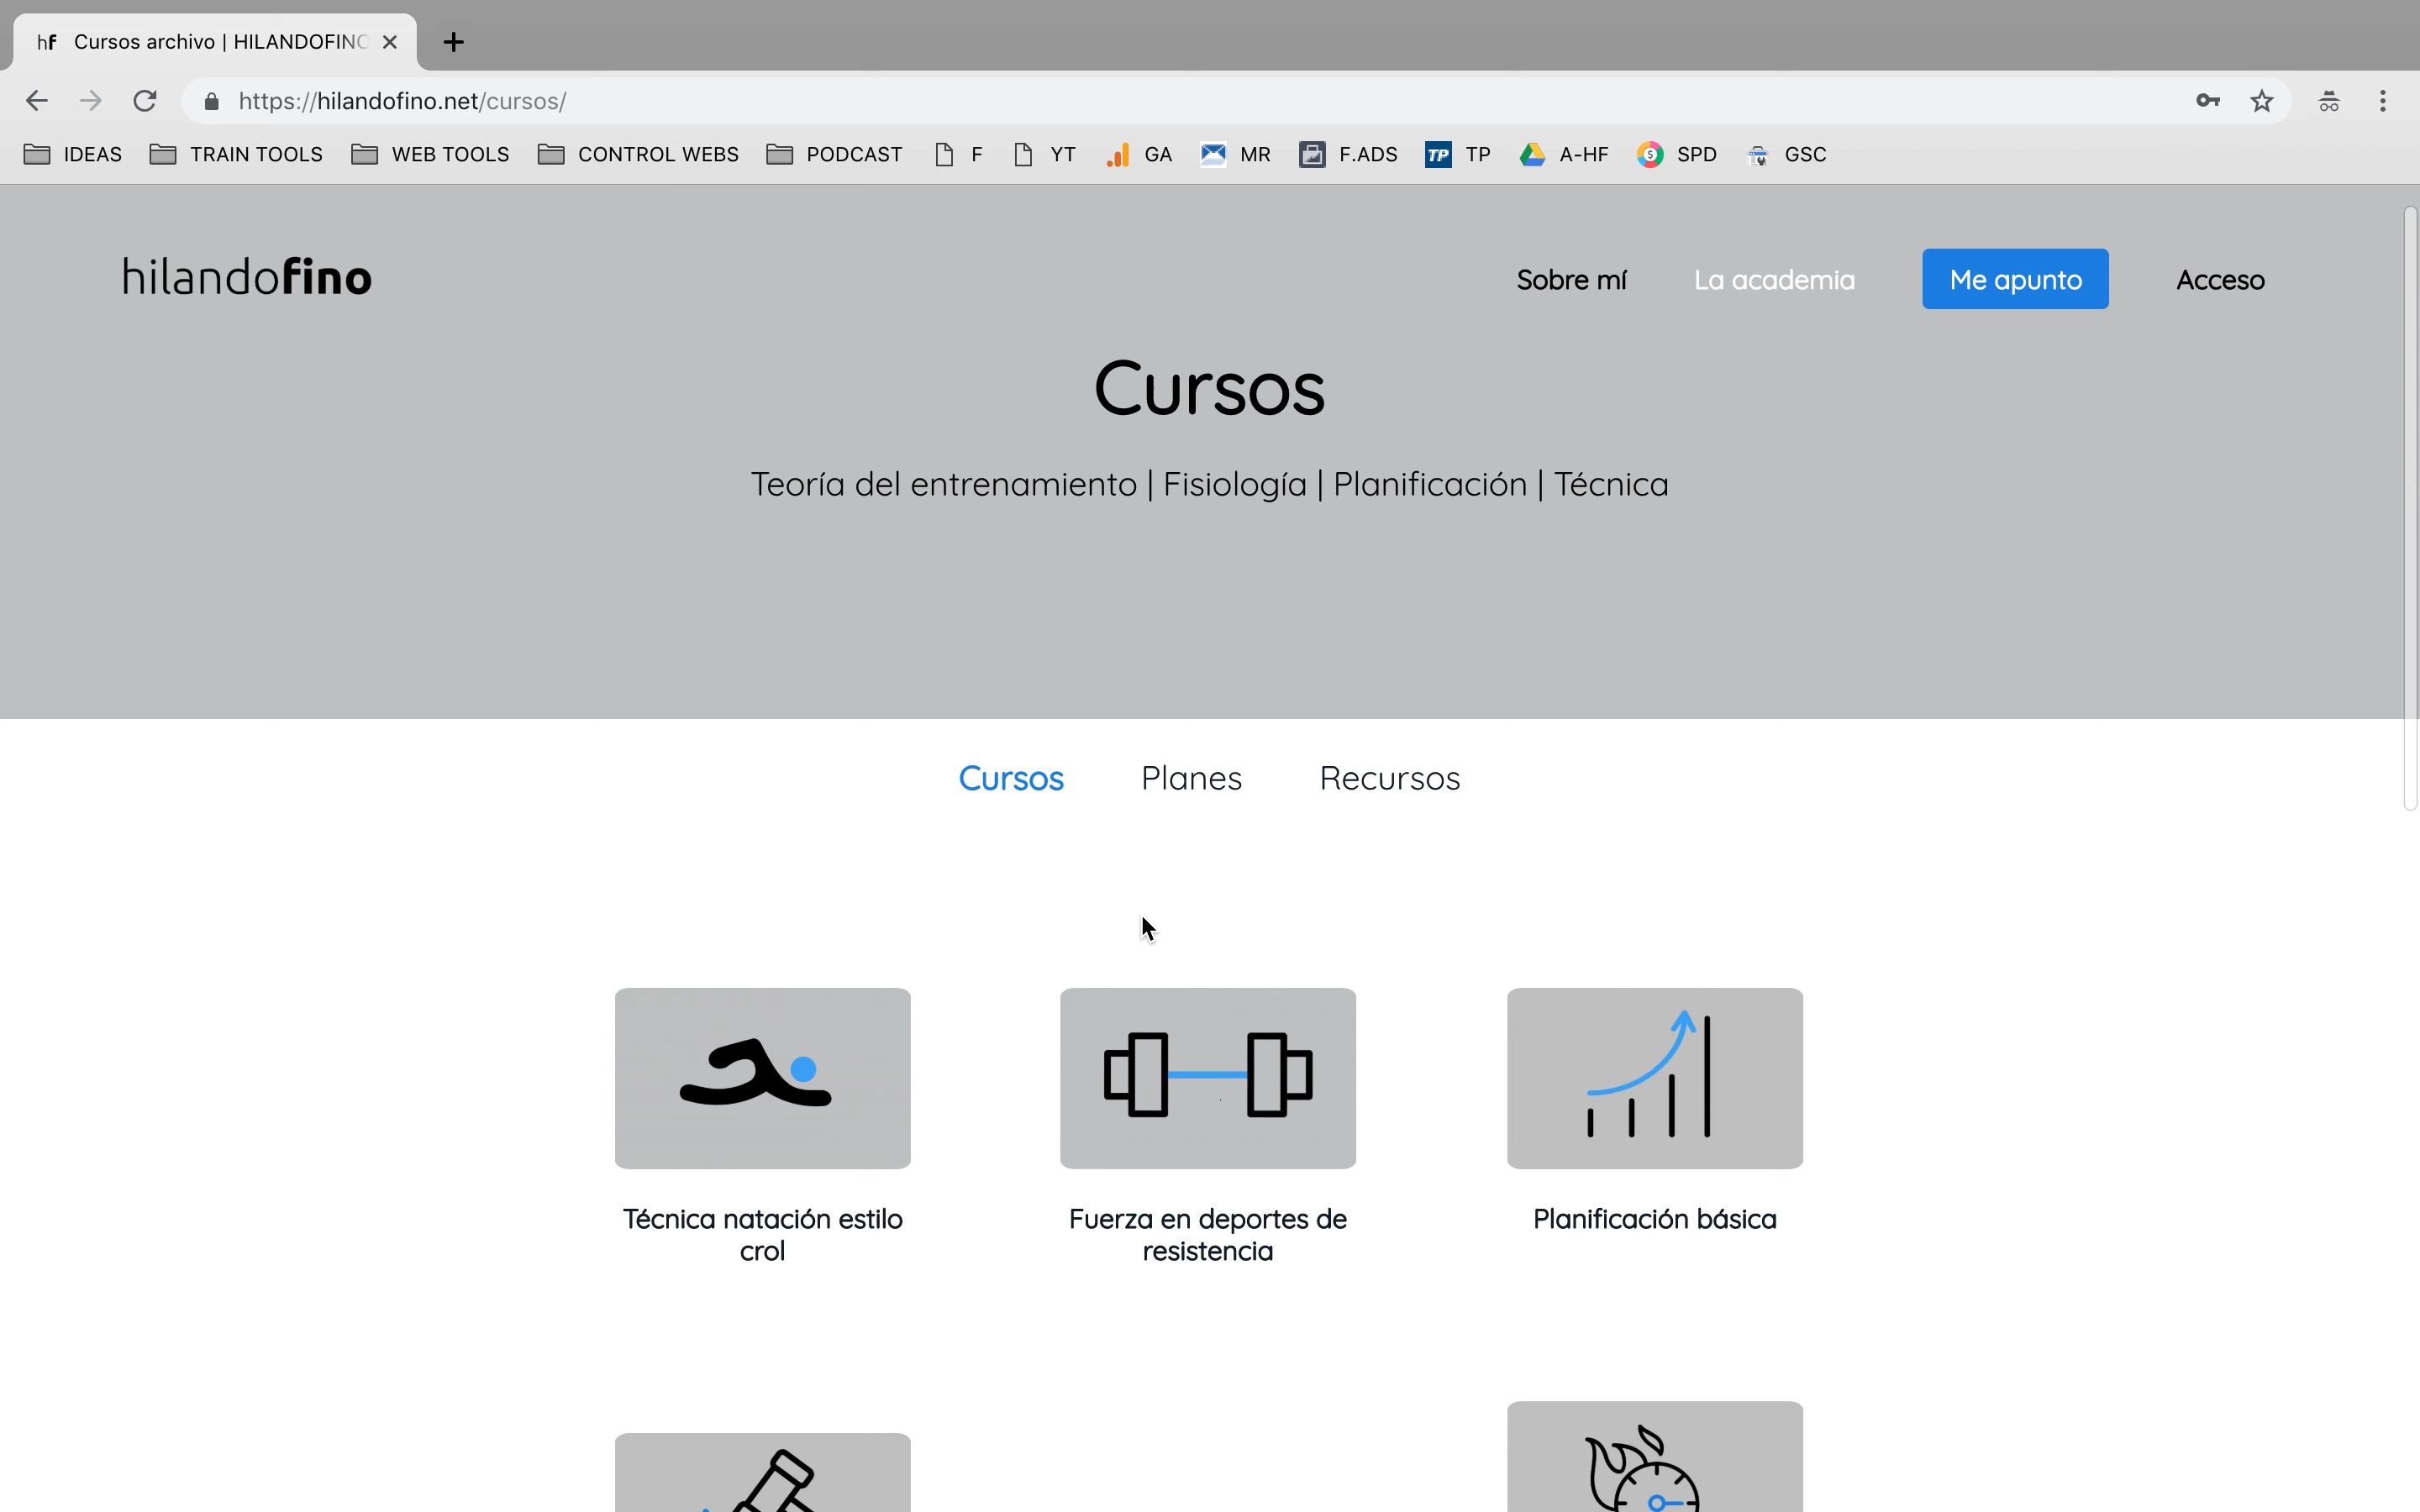 hf Cursos archivo | HILANDOFINO
https://hilandofino.net/cursos/
IDEAS TRAIN TOOLS WEB TOOLS CONTROL WEBS PODCAST F YT GA MR F.ADS TP TP A-HF SPD GSC
hilandofino Sobre mí La academia Me apunto Acceso
Cursos
Teoría del entrenamiento | Fisiología | Planificación | Técnica
Cursos Planes Recursos
Técnica natación estilo
crol
Fuerza en deportes de
resistencia
Planificación básica